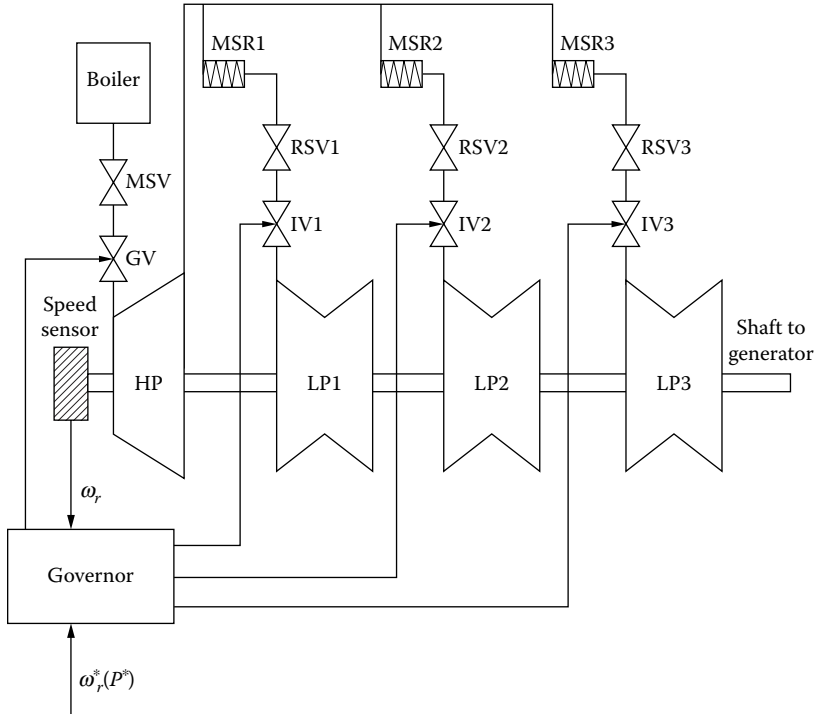 MSR1
MSR2
MSR3
Boiler
RSV1
RSV2
RSV3
MSV
IV1
IV2
IV3
GV
Speed
sensor
Shaft to
generator
HP
LP1
LP2
LP3
ωr
Governor
ωr*(P*)